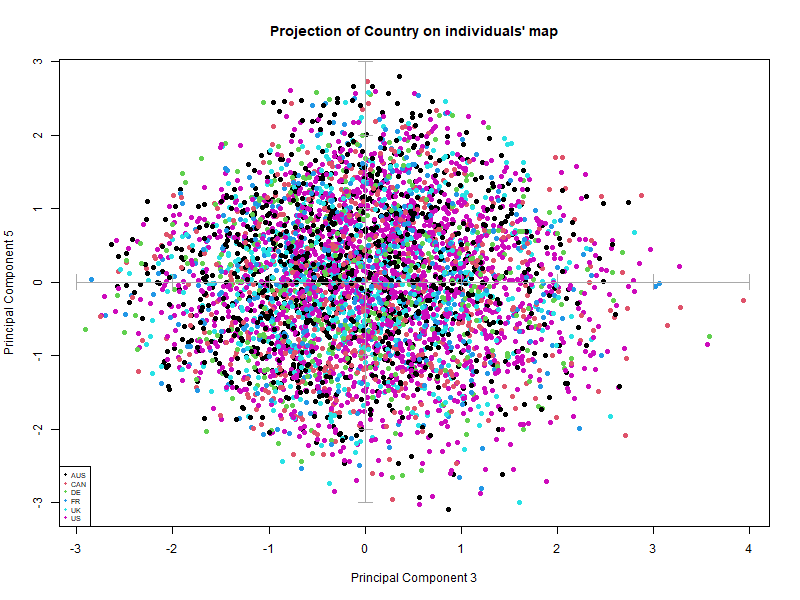 Projection of Country on individuals' map
Principal Component 5
3
2
1
0
-1
-2
-3
AUS
CAN
DE
FR
UK
US
-3
-2
-1
0
1
2
3
4
Principal Component 3